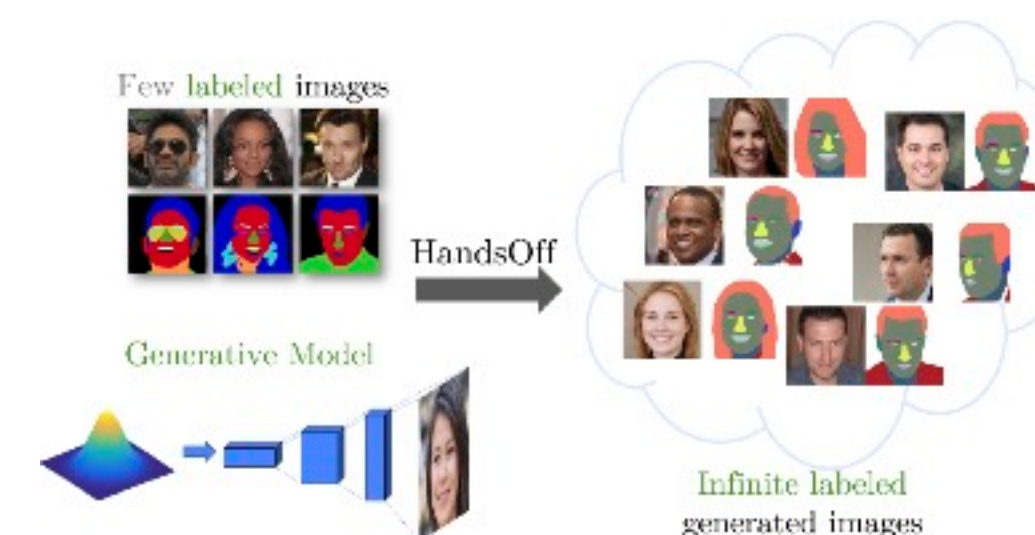 Few labeled images
HandsOff
Generative Model
Infinite labeled
generated images